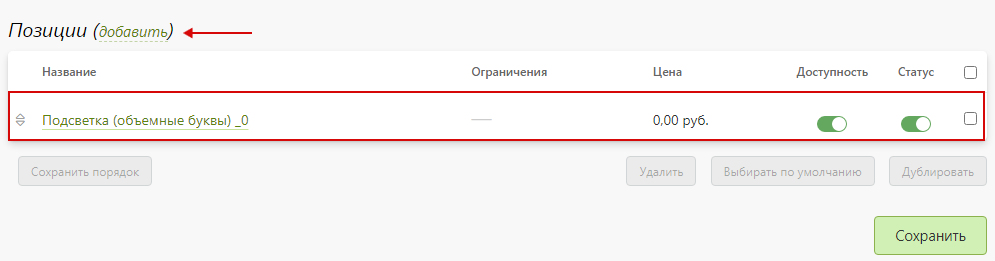 Позиции (добавить)
Название Ограничения Цена Доступность Статус
Подсветка (объемные буквы) _0 — 0,00 руб.
Сохранить порядок Удалить Выбирать по умолчанию Дублировать
Сохранить